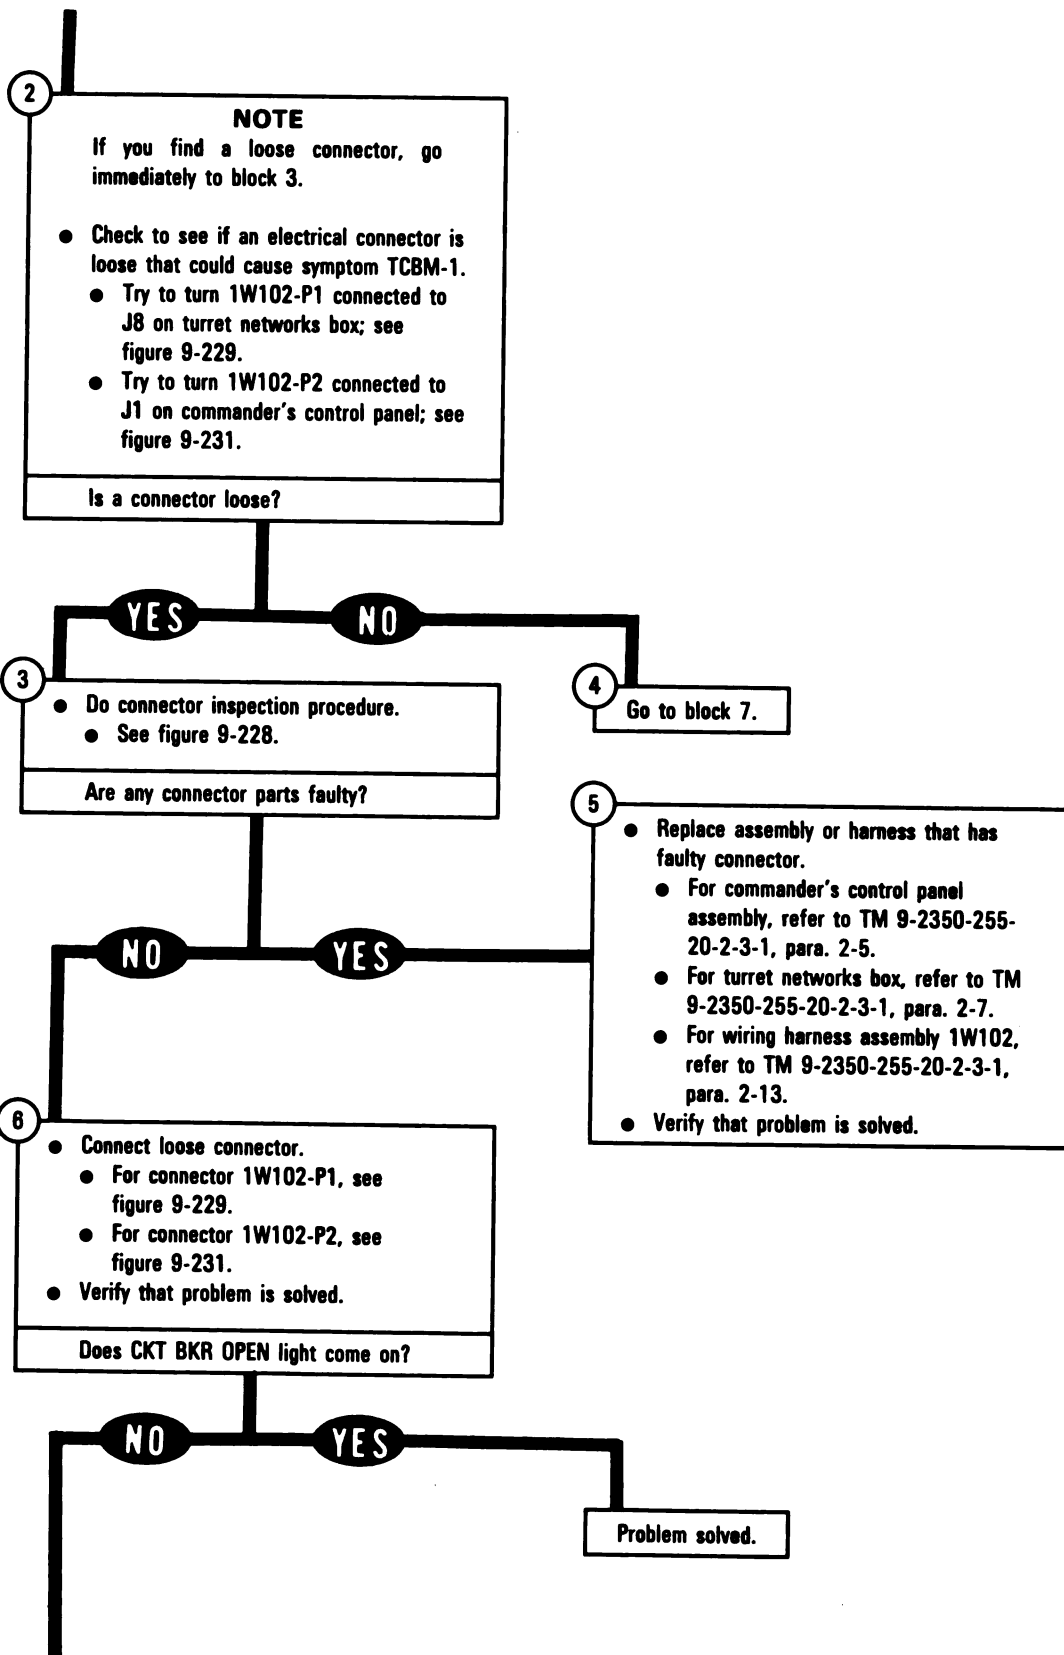 2
NOTE
If you find a loose connector, go
immediately to block 3.
● Check to see if an electrical connector is
loose that could cause symptom TCBM-1.
● Try to turn 1W102-P1 connected to
J8 on turret networks box; see
figure 9-229.
● Try to turn 1W102-P2 connected to
J1 on commander's control panel; see
figure 9-231.
Is a connector loose?
YES
NO
3
● Do connector inspection procedure.
● See figure 9-228.
Are any connector parts faulty?
4
Go to block 7.
NO
YES
5
● Replace assembly or harness that has
faulty connector.
● For commander's control panel
assembly, refer to TM 9-2350-255-
20-2-3-1, para. 2-5.
● For turret networks box, refer to TM
9-2350-255-20-2-3-1, para. 2-7.
● For wiring harness assembly 1W102,
refer to TM 9-2350-255-20-2-3-1,
para. 2-13.
● Verify that problem is solved.
6
● Connect loose connector.
● For connector 1W102-P1, see
figure 9-229.
● For connector 1W102-P2, see
figure 9-231.
● Verify that problem is solved.
Does CKT BKR OPEN light come on?
NO
YES
Problem solved.